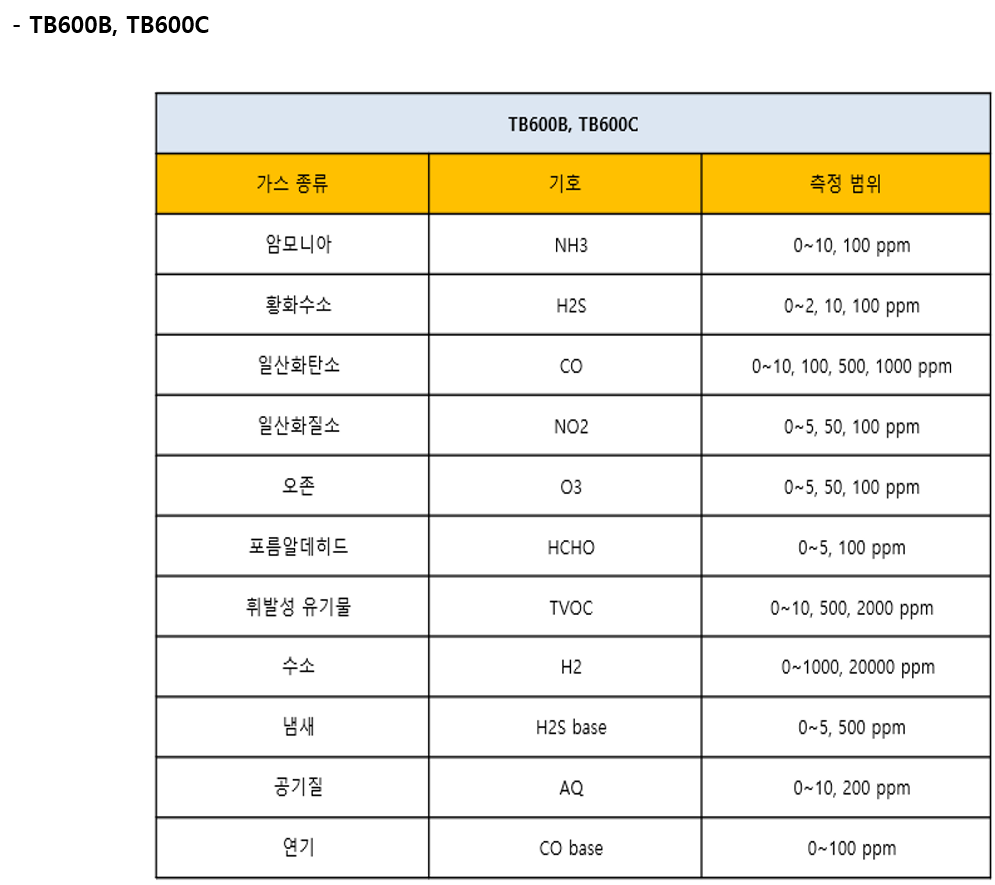 - TB600B, TB600C
TB600B, TB600C
가스 종류 기호 측정 범위
암모니아 NH3 0~10, 100 ppm
황화수소 H2S 0~2, 10, 100 ppm
일산화탄소 CO 0~10, 100, 500, 1000 ppm
일산화질소 NO2 0~5, 50, 100 ppm
오존 O3 0~5, 50, 100 ppm
포름알데히드 HCHO 0~5, 100 ppm
휘발성 유기물 TVOC 0~10, 500, 2000 ppm
수소 H2 0~1000, 20000 ppm
냄새 H2S base 0~5, 500 ppm
공기질 AQ 0~10, 200 ppm
연기 CO base 0~100 ppm